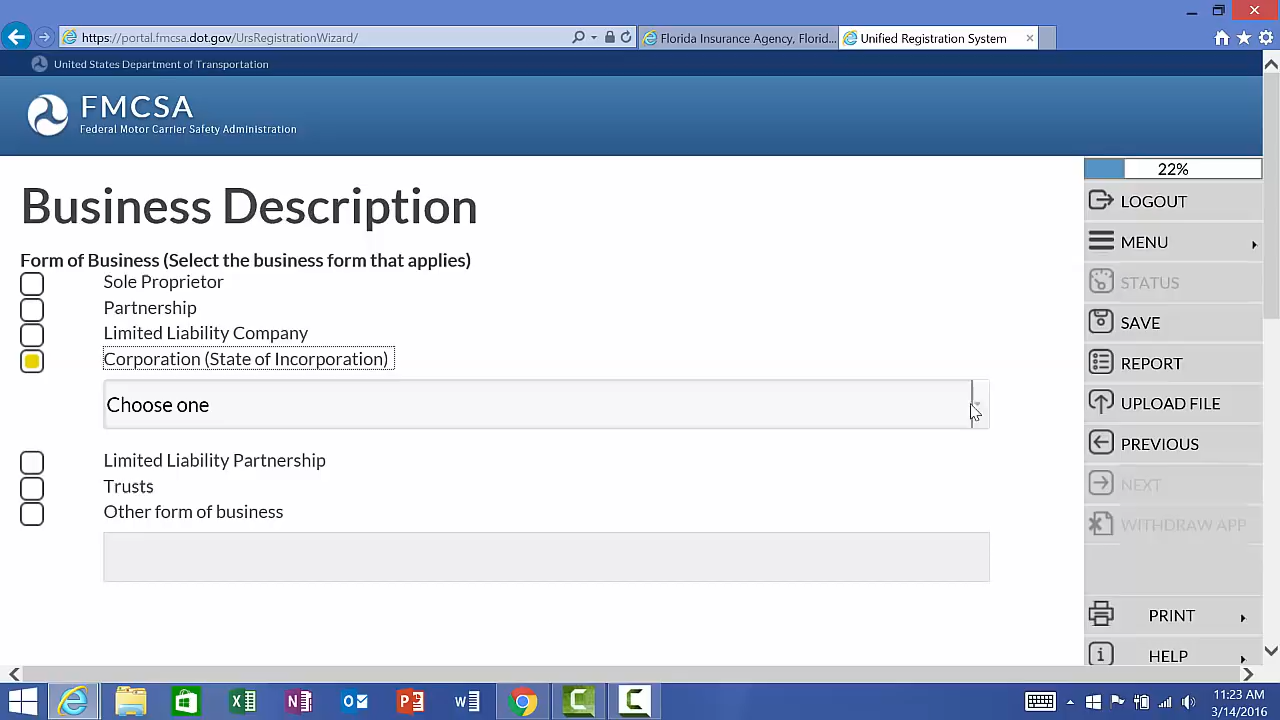 https://portal.fmcsa.dot.gov/UrsRegistrationWizard/
Florida Insurance Agency, Florid...
Unified Registration System
United States Department of Transportation
FMCSA
Federal Motor Carrier Safety Administration
22%
LOGOUT
MENU
STATUS
SAVE
REPORT
UPLOAD FILE
PREVIOUS
NEXT
WITHDRAW APP
PRINT
HELP
Business Description
Form of Business (Select the business form that applies)
Sole Proprietor
Partnership
Limited Liability Company
Corporation (State of Incorporation)
Choose one
Limited Liability Partnership
Trusts
Other form of business
11:23 AM
3/14/2016